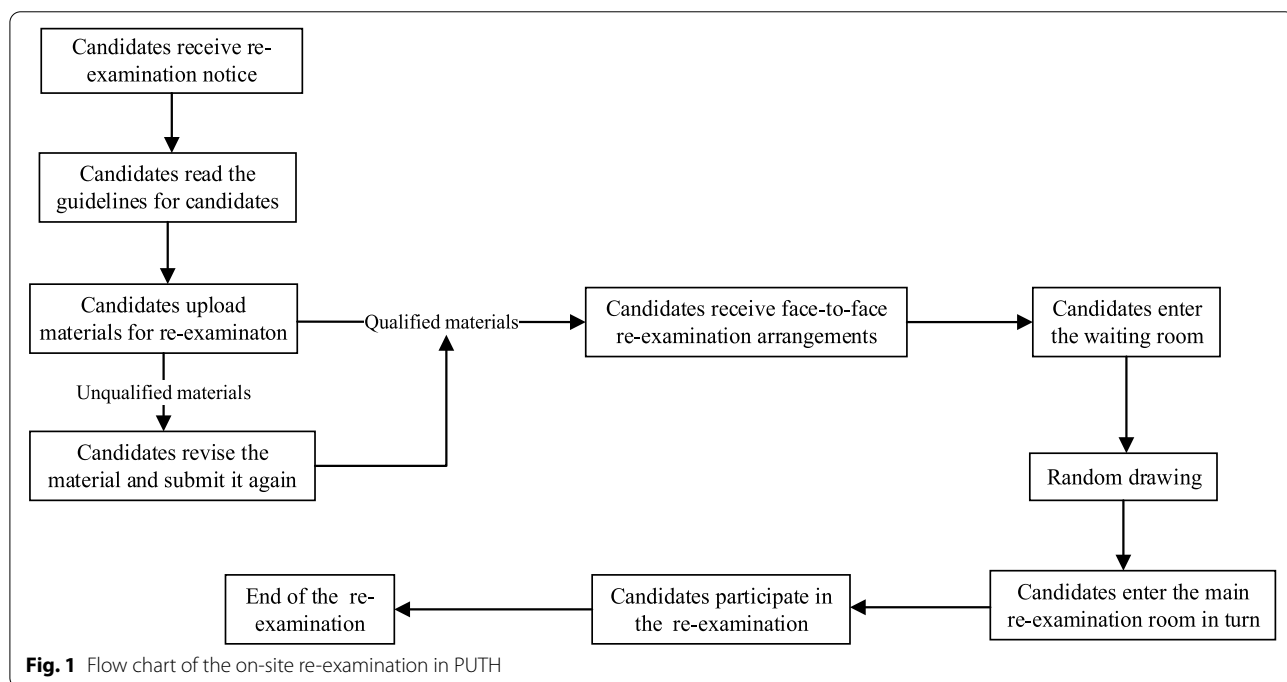 Candidates receive re-
examination notice
Candidates read the
guidelines for candidates
Candidates upload
materials for re-examinaton
Qualified materials
Candidates receive face-to-face
re-examination arrangements
Candidates enter
the waiting room
Unqualified materials
Candidates revise the
material and submit it again
Random drawing
Candidates enter the main
re-examination room in turn
Candidates participate in
the re-examination
End of the re-
examination
Fig. 1 Flow chart of the on-site re-examination in PUTH